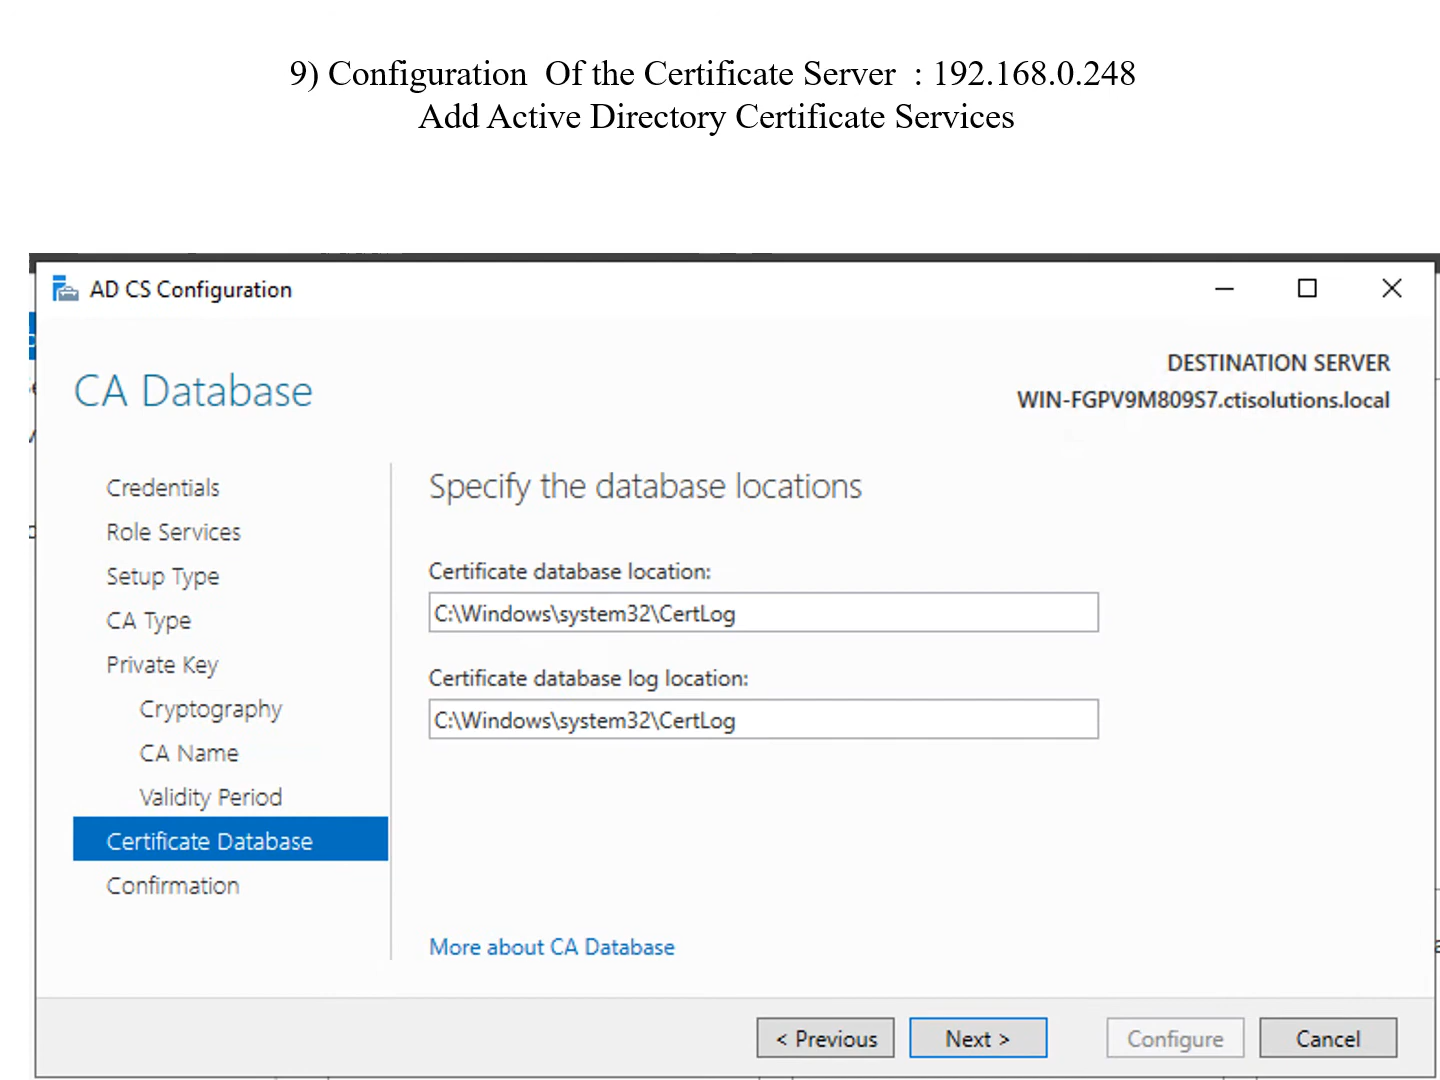 9) Configuration  Of the Certificate Server  : 192.168.0.248
Add Active Directory Certificate Services
AD CS Configuration
CA Database
DESTINATION SERVER
WIN-FGPV9M809S7.ctisolutions.local
Credentials
Role Services
Setup Type
CA Type
Private Key
Cryptography
CA Name
Validity Period
Certificate Database
Confirmation
Specify the database locations
Certificate database location:
C:\Windows\system32\CertLog
Certificate database log location:
C:\Windows\system32\CertLog
More about CA Database
< Previous
Next >
Configure
Cancel